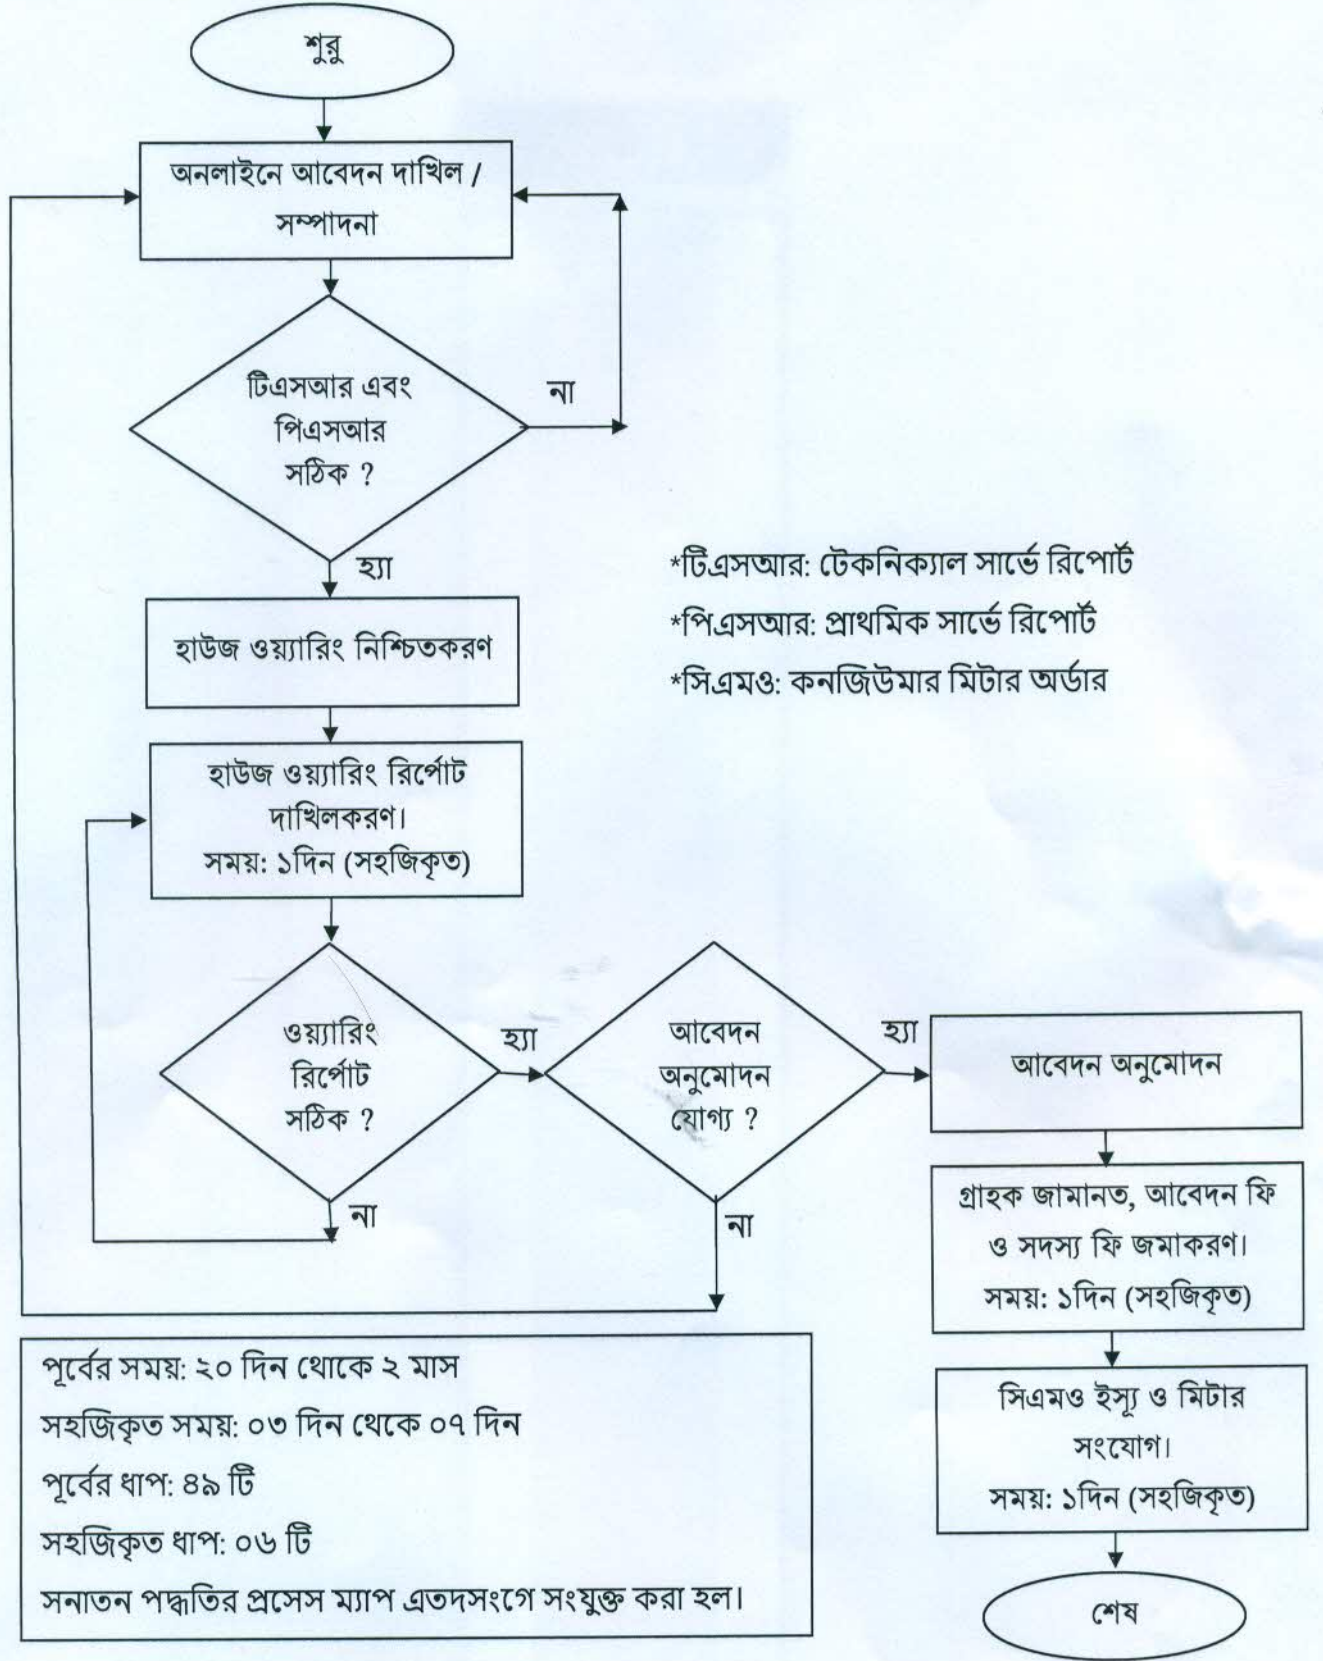 শুরু
অনলাইনে আবেদন দাখিল /
সম্পাদনা
টিএসআর এবং
পিএসআর
সঠিক ?
না
হ্যা
*টিএসআর: টেকনিক্যাল সার্ভে রিপোর্ট
*পিএসআর: প্রাথমিক সার্ভে রিপোর্ট
*সিএমও: কনজিউমার মিটার অর্ডার
হাউজ ওয়্যারিং নিশ্চিতকরণ
হাউজ ওয়্যারিং রির্পোট
দাখিলকরণ।
সময়: ১দিন (সহজিকৃত)
ওয়্যারিং
রির্পোট
সঠিক ?
হ্যা
না
আবেদন
অনুমোদন
যোগ্য ?
হ্যা
না
আবেদন অনুমোদন
গ্রাহক জামানত, আবেদন ফি
ও সদস্য ফি জমাকরণ।
সময়: ১দিন (সহজিকৃত)
সিএমও ইস্যূ ও মিটার
সংযোগ।
সময়: ১দিন (সহজিকৃত)
শেষ
পূর্বের সময়: ২০ দিন থেকে ২ মাস
সহজিকৃত সময়: ০৩ দিন থেকে ০৭ দিন
পূর্বের ধাপ: ৪৯ টি
সহজিকৃত ধাপ: ০৬ টি
সনাতন পদ্ধতির প্রসেস ম্যাপ এতদসংগে সংযুক্ত করা হল।